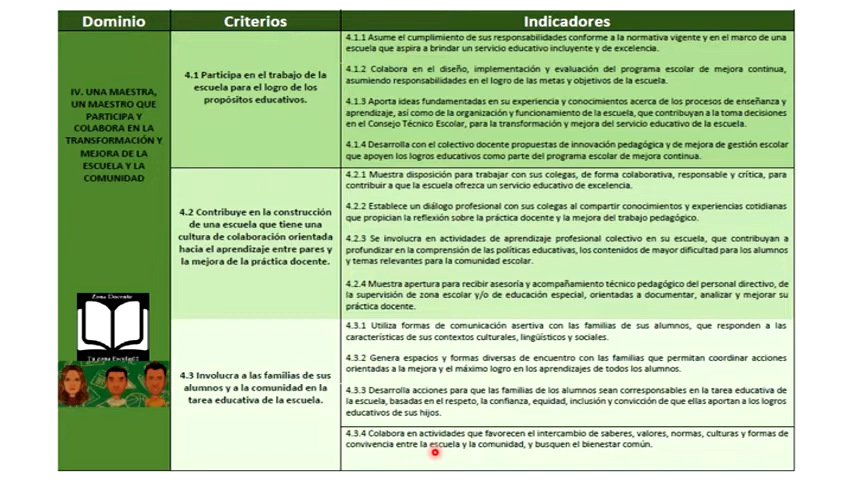 Dominio
Criterios
Indicadores
IV. UNA MAESTRA,
UN MAESTRO QUE
PARTICIPA Y
COLABORA EN LA
TRANSFORMACIÓN Y
MEJORA DE LA
ESCUELA Y LA
COMUNIDAD
Zona Docente
Tu zona Escolar!!!
4.1 Participa en el trabajo de la
escuela para el logro de los
propósitos educativos.
4.1.1 Asume el cumplimiento de sus responsabilidades conforme a la normativa vigente y en el marco de una
escuela que aspira a brindar un servicio educativo incluyente y de excelencia.
4.1.2 Colabora en el diseño, implementación y evaluación del programa escolar de mejora continua,
asumiendo responsabilidades en el logro de las metas y objetivos de la escuela.
4.1.3 Aporta ideas fundamentadas en su experiencia y conocimientos acerca de los procesos de enseñanza y
aprendizaje, así como de la organización y funcionamiento de la escuela, que contribuyan a la toma decisiones
en el Consejo Técnico Escolar, para la transformación y mejora del servicio educativo de la escuela.
4.1.4 Desarrolla con el colectivo docente propuestas de innovación pedagógica y de mejora de gestión escolar
que apoyen los logros educativos como parte del programa escolar de mejora continua.
4.2 Contribuye en la construcción
de una escuela que tiene una
cultura de colaboración orientada
hacia el aprendizaje entre pares y
la mejora de la práctica docente.
4.2.1 Muestra disposición para trabajar con sus colegas, de forma colaborativa, responsable y crítica, para
contribuir a que la escuela ofrezca un servicio educativo de excelencia.
4.2.2 Establece un diálogo profesional con sus colegas al compartir conocimientos y experiencias cotidianas
que propician la reflexión sobre la práctica docente y la mejora del trabajo pedagógico.
4.2.3 Se involucra en actividades de aprendizaje profesional colectivo en su escuela, que contribuyan a
profundizar en la comprensión de las políticas educativas, los contenidos de mayor dificultad para los alumnos
y temas relevantes para la comunidad escolar.
4.2.4 Muestra apertura para recibir asesoría y acompañamiento técnico pedagógico del personal directivo, de
la supervisión de zona escolar y/o de educación especial, orientadas a documentar, analizar y mejorar su
práctica docente.
4.3 Involucra a las familias de sus
alumnos y a la comunidad en la
tarea educativa de la escuela.
4.3.1 Utiliza formas de comunicación asertiva con las familias de sus alumnos, que responden a las
características de sus contextos culturales, lingüísticos y sociales.
4.3.2 Genera espacios y formas diversas de encuentro con las familias que permitan coordinar acciones
orientadas a la mejora y el máximo logro en los aprendizajes de todos los alumnos.
4.3.3 Desarrolla acciones para que las familias de los alumnos sean corresponsables en la tarea educativa de
la escuela, basadas en el respeto, la confianza, equidad, inclusión y convicción de que ellas aportan a los logros
educativos de sus hijos.
4.3.4 Colabora en actividades que favorecen el intercambio de saberes, valores, normas, culturas y formas de
convivencia entre la escuela y la comunidad, y busquen el bienestar común.